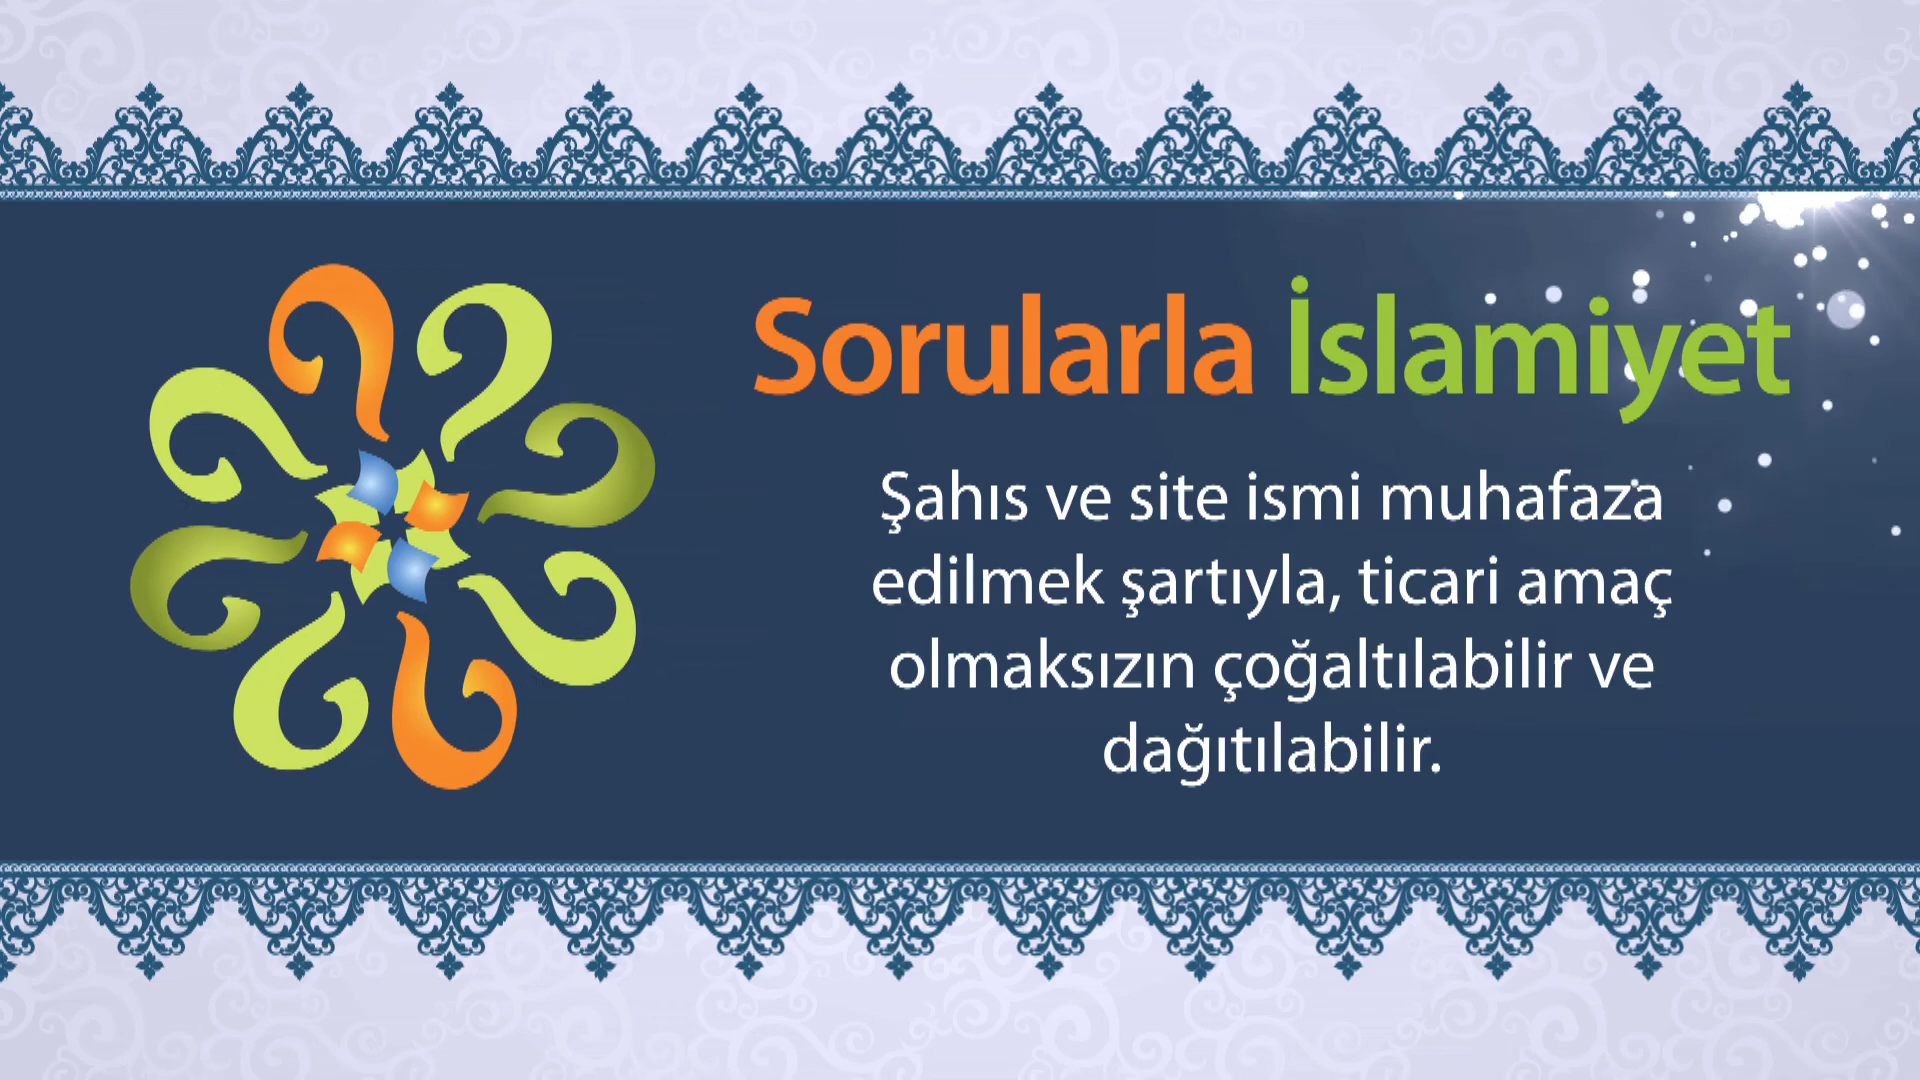 Sorularla İslamiyet
Şahıs ve site ismi muhafaza
edilmek şartıyla, ticari amaç
olmaksızın çoğaltılabilir ve
dağıtılabilir.